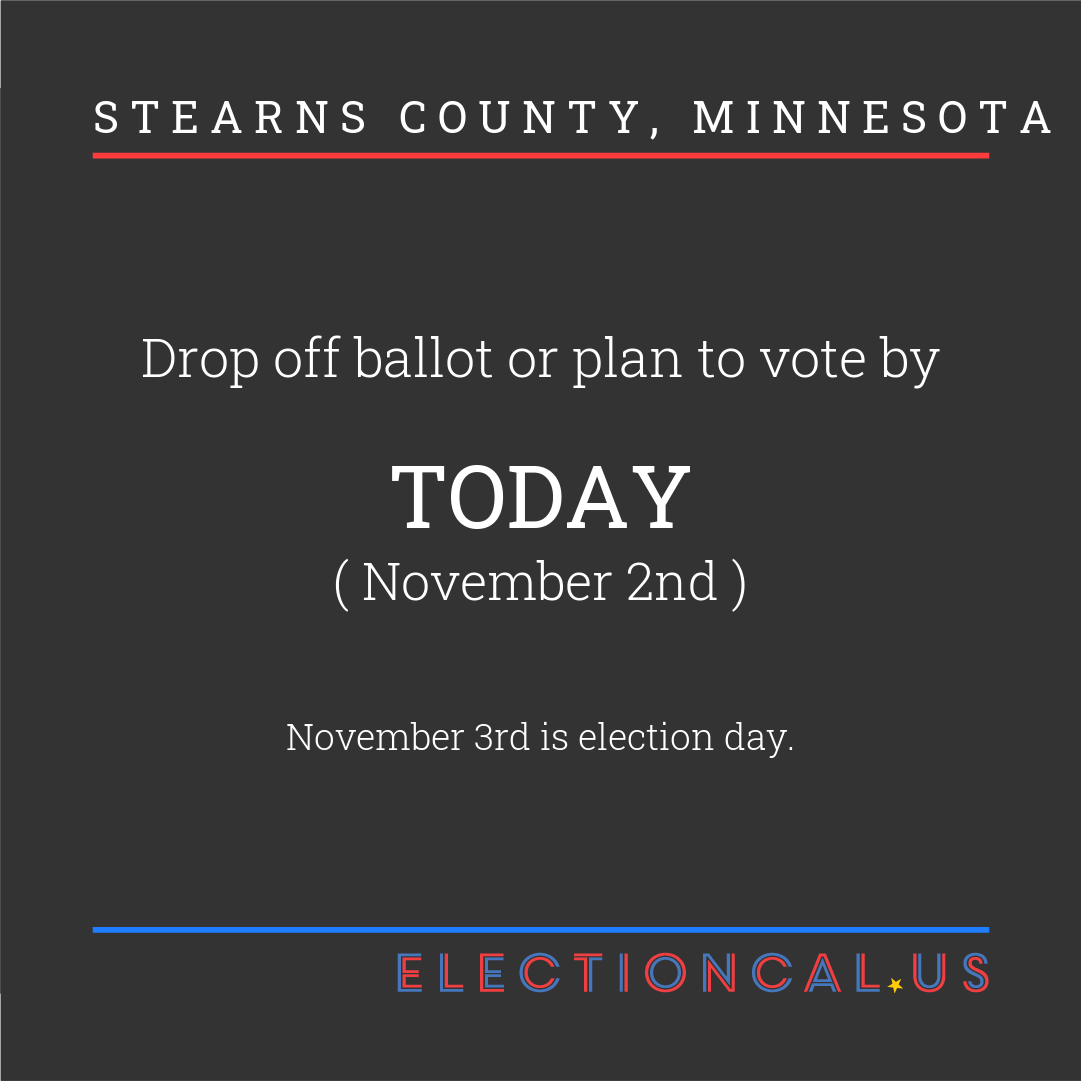 STEARNS COUNTY, MINNESOTA
Drop off ballot or plan to vote by
TODAY
( November 2nd )
November 3rd is election day.
ELECTIONCAL.US